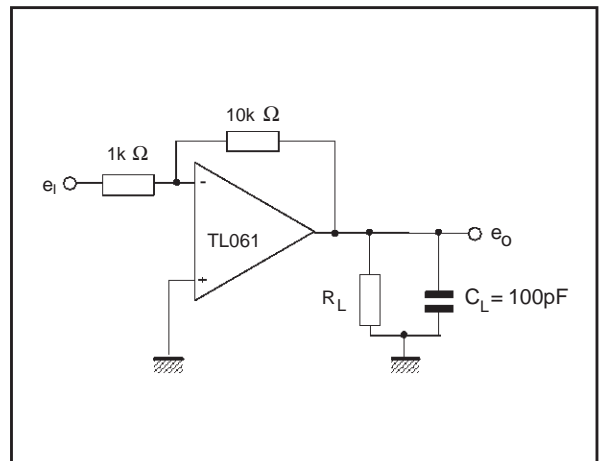 10k Ω
1k Ω
eI
-
TL061
+
eO
RL
CL = 100pF